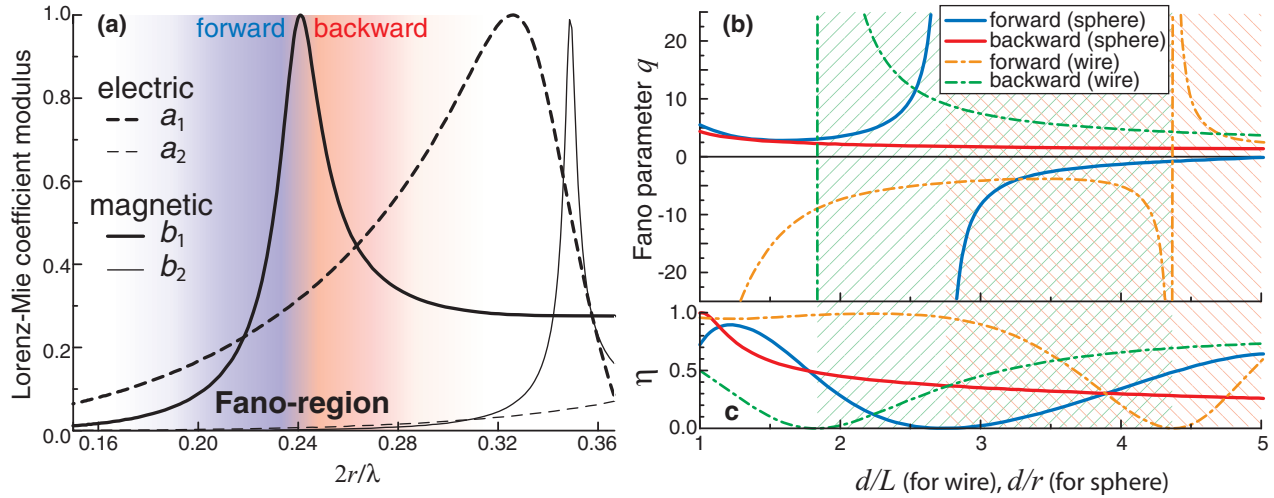 (a)
forward
backward
electric
a₁
a₂
magnetic
b₁
b₂
Fano-region
Lorenz-Mie coefficient modulus
1.0
0.8
0.6
0.4
0.2
0.0
0.16
0.20
0.24
0.28
0.32
0.36
2r/λ
(b)
forward (sphere)
backward (sphere)
forward (wire)
backward (wire)
Fano parameter q
20
10
0
-10
-20
η
1.0
0.5
0.0
c
1
2
3
4
5
d/L (for wire), d/r (for sphere)